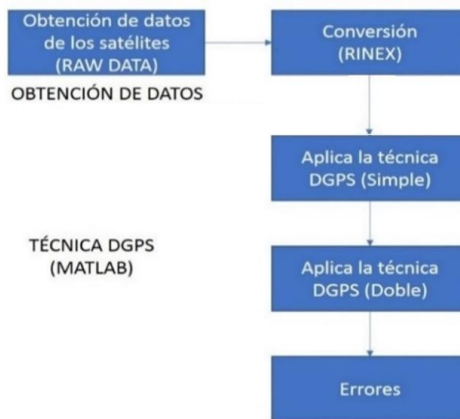 Obtención de datos
de los satélites
(RAW DATA)
Conversión
(RINEX)
OBTENCIÓN DE DATOS
Aplica la técnica
DGPS (Simple)
TÉCNICA DGPS
(MATLAB)
Aplica la técnica
DGPS (Doble)
Errores